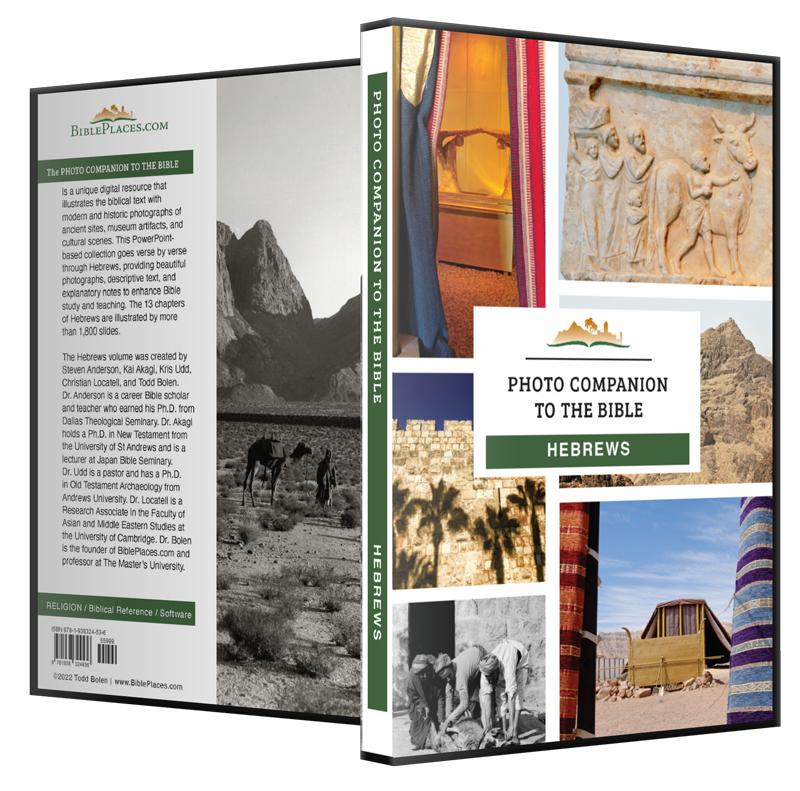 BIBLEPLACES.COM
The PHOTO COMPANION TO THE BIBLE
is a unique digital resource that
illustrates the biblical text with
modern and historic photographs of
ancient sites, museum artifacts, and
cultural scenes. This PowerPoint-
based collection goes verse by verse
through Hebrews, providing beautiful
photographs, descriptive text, and
explanatory notes to enhance Bible
study and teaching. The 13 chapters
of Hebrews are illustrated by more
than 1,800 slides.
The Hebrews volume was created by
Steven Anderson, Kai Akagi, Kris Udd,
Christian Locatell, and Todd Bolen.
Dr. Anderson is a career Bible scholar
and teacher who earned his Ph.D. from
Dallas Theological Seminary. Dr. Akagi
holds a Ph.D. in New Testament from
the University of St Andrews and is a
lecturer at Japan Bible Seminary.
Dr. Udd is a pastor and has a Ph.D.
in Old Testament Archaeology from
Andrews University. Dr. Locatell is a
Research Associate in the Faculty of
Asian and Middle Eastern Studies at
the University of Cambridge. Dr. Bolen
is the founder of BiblePlaces.com and
professor at The Master's University.
RELIGION / Biblical Reference / Software
55999
©2022 Todd Bolen | www.BiblePlaces.com
PHOTO COMPANION TO THE BIBLE
HEBREWS
PHOTO COMPANION
TO THE BIBLE
HEBREWS